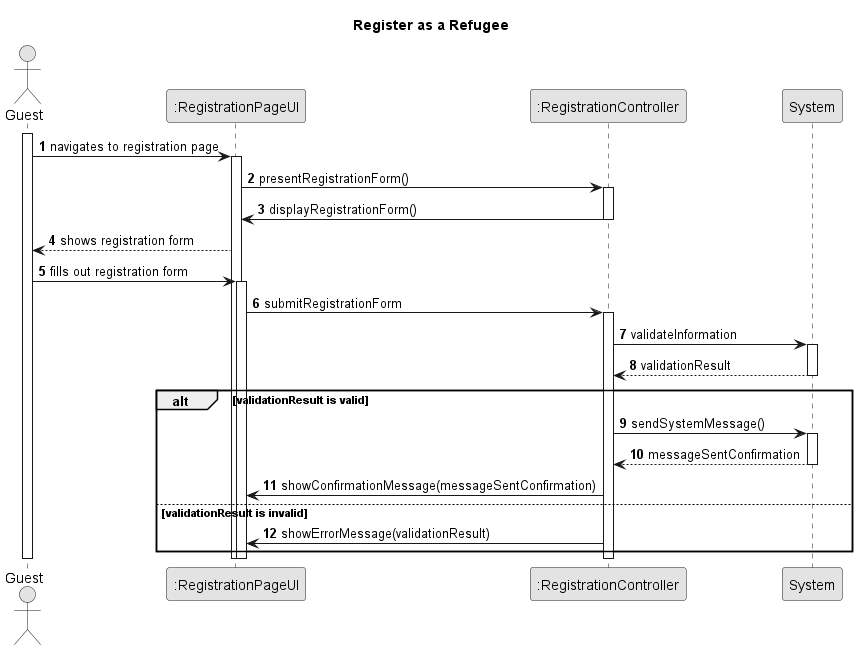 Register as a Refugee
Guest
:RegistrationPageUI
:RegistrationController
System
1 navigates to registration page
2 presentRegistrationForm()
3 displayRegistrationForm()
4 shows registration form
5 fills out registration form
6 submitRegistrationForm
7 validateInformation
8 validationResult
alt [validationResult is valid]
9 sendSystemMessage()
10 messageSentConfirmation
11 showConfirmationMessage(messageSentConfirmation)
[validationResult is invalid]
12 showErrorMessage(validationResult)
Guest
:RegistrationPageUI
:RegistrationController
System